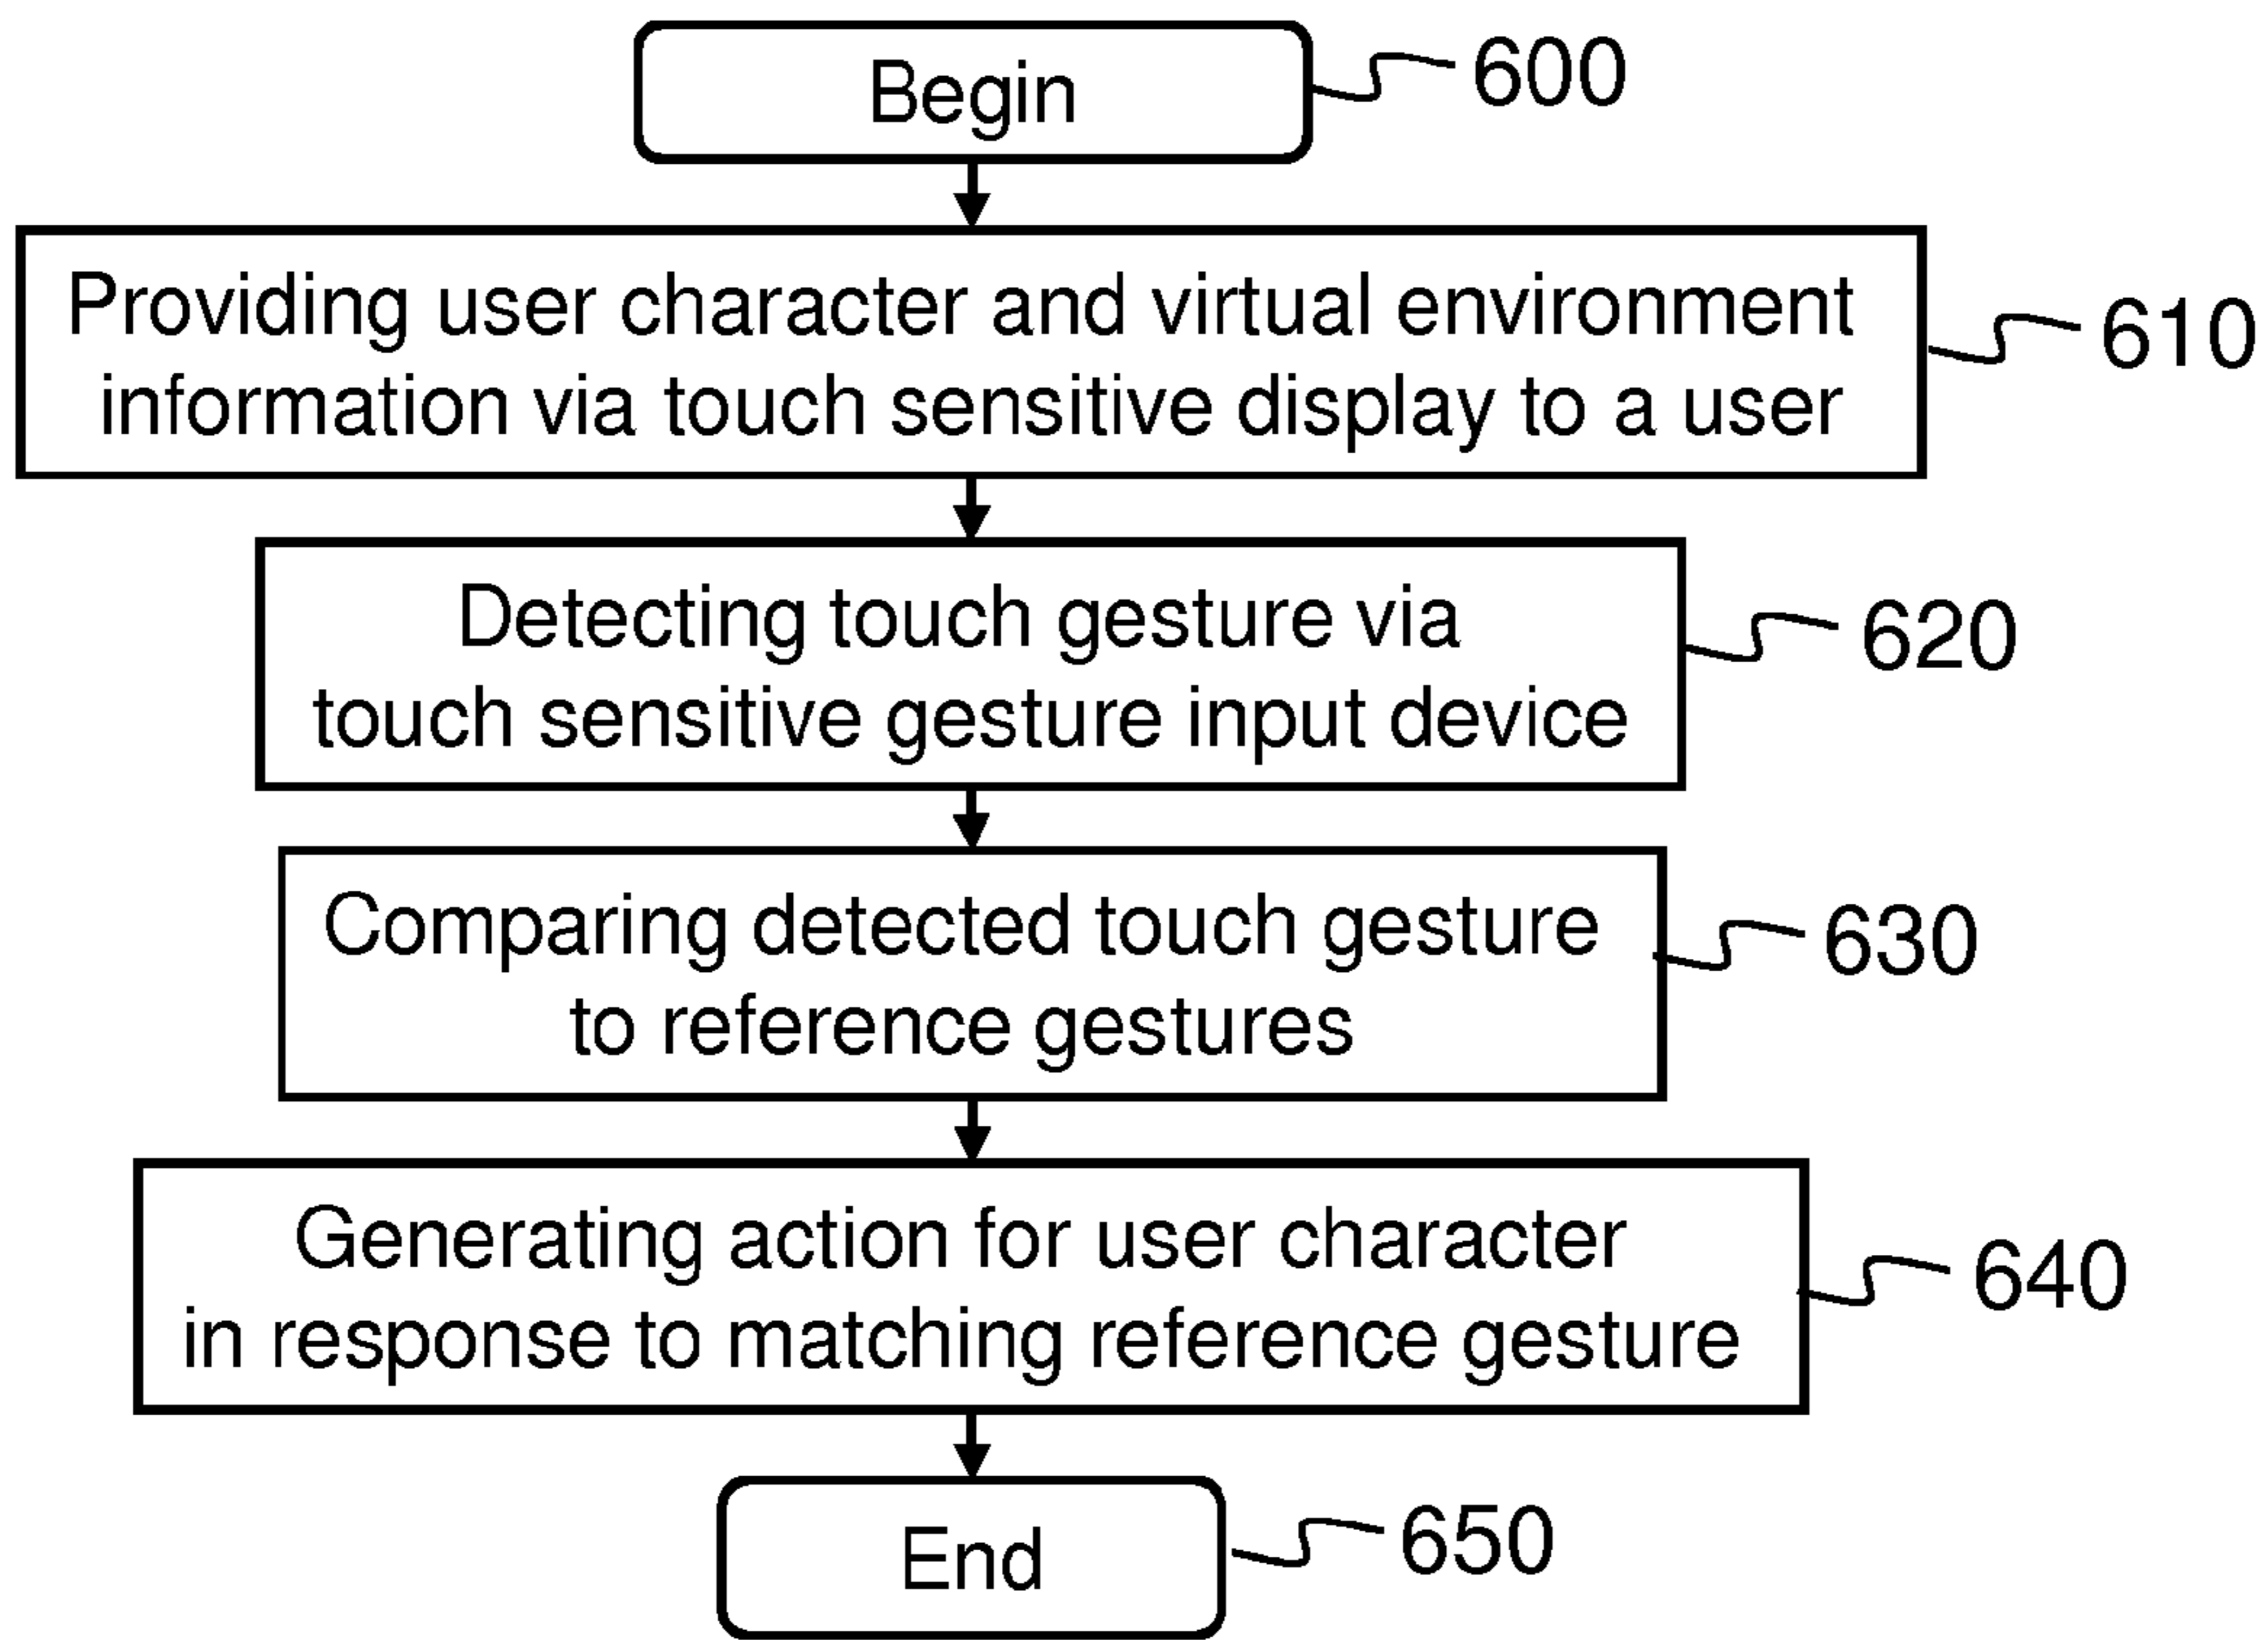 Begin
600
Providing user character and virtual environment
information via touch sensitive display to a user
610
Detecting touch gesture via
touch sensitive gesture input device
620
Comparing detected touch gesture
to reference gestures
630
Generating action for user character
in response to matching reference gesture
640
End
650